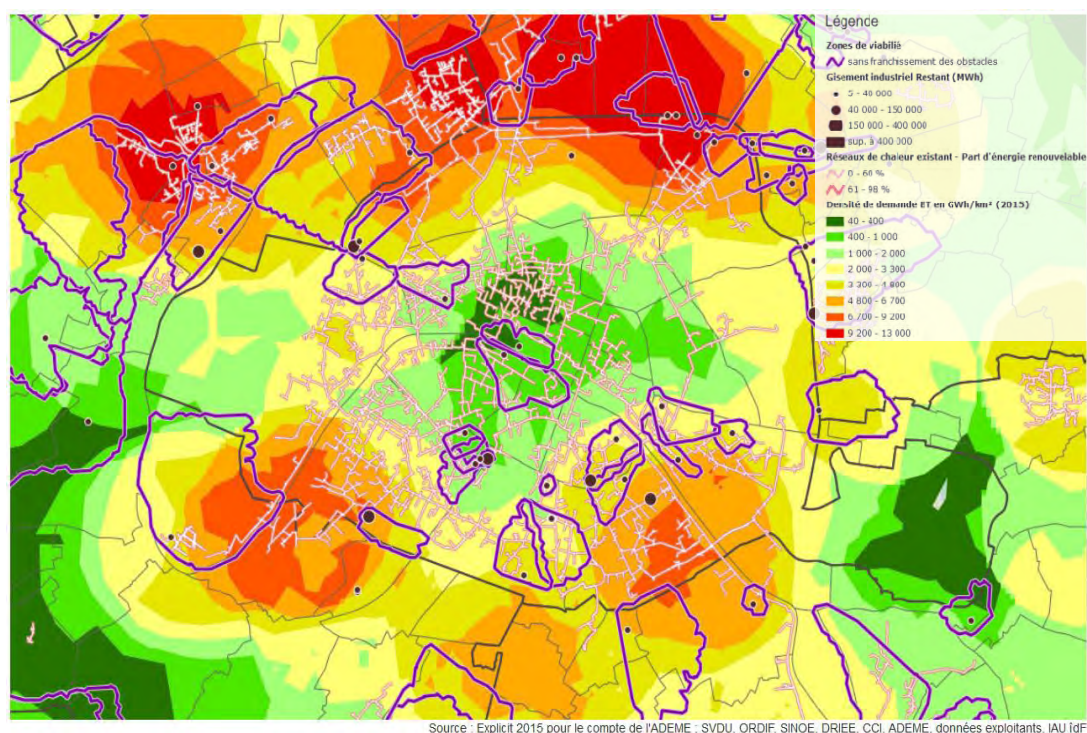 Légende
Zones de viabilié
sans franchissement des obstacles
Gisement industriel Restant (MWh)
5 - 40 000
40 000 - 150 000
150 000 - 400 000
sup. à 400 300
Réseaux de chaleur existant - Part d'énergie renouvelable
0 - 60 %
61 - 98 %
Densité de demande ET en GWh/km² (2015)
40 - 400
400 - 1 000
1 000 - 2 000
2 000 - 3 300
3 300 - 4 800
4 800 - 6 700
6 700 - 9 200
9 200 - 13 000
Source : Explicit 2015 pour le compte de l'ADEME : SVDU, ORDIF, SINOE, DRIEE, CCI, ADEME, données exploitants, IAU îdF